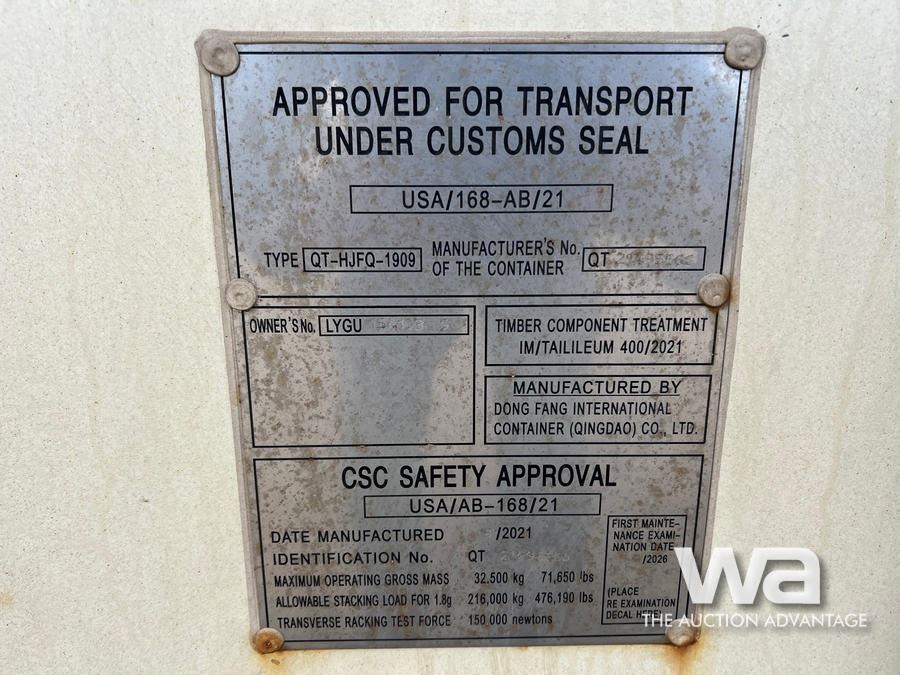 APPROVED FOR TRANSPORT
UNDER CUSTOMS SEAL
USA/168-AB/21
TYPE QT-HJFQ-1909
MANUFACTURER'S No.
OF THE CONTAINER
QT
OWNER'S No. LYGU
TIMBER COMPONENT TREATMENT
IM/TAILILEUM 400/2021
MANUFACTURED BY
DONG FANG INTERNATIONAL
CONTAINER (QINGDAO) CO., LTD.
CSC SAFETY APPROVAL
USA/AB-168/21
DATE MANUFACTURED /2021
IDENTIFICATION No. QT
MAXIMUM OPERATING GROSS MASS 32.500 kg 71,650 lbs
ALLOWABLE STACKING LOAD FOR 1.8g 216,000 kg 476,190 lbs
TRANSVERSE RACKING TEST FORCE 150 000 newtons
FIRST MAINTE-
NANCE EXAMI-
NATION DATE
/2026
(PLACE
RE EXAMINATION
DECAL HERE)
wa
wa
THE AUCTION ADVANTAGE